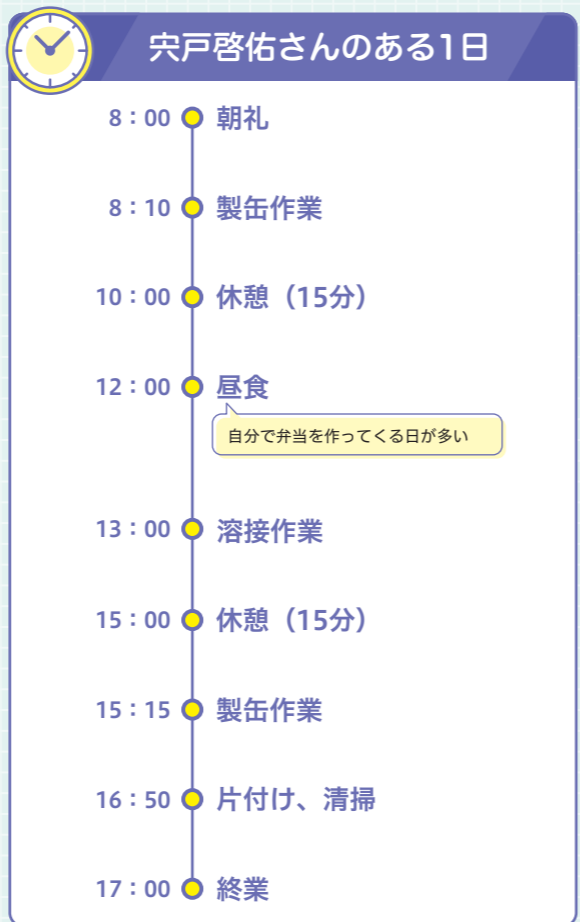 宍戸啓佑さんのある1日
8：00 朝礼
8：10 製缶作業
10：00 休憩（15分）
12：00 昼食
自分で弁当を作ってくる日が多い
13：00 溶接作業
15：00 休憩（15分）
15：15 製缶作業
16：50 片付け、清掃
17：00 終業